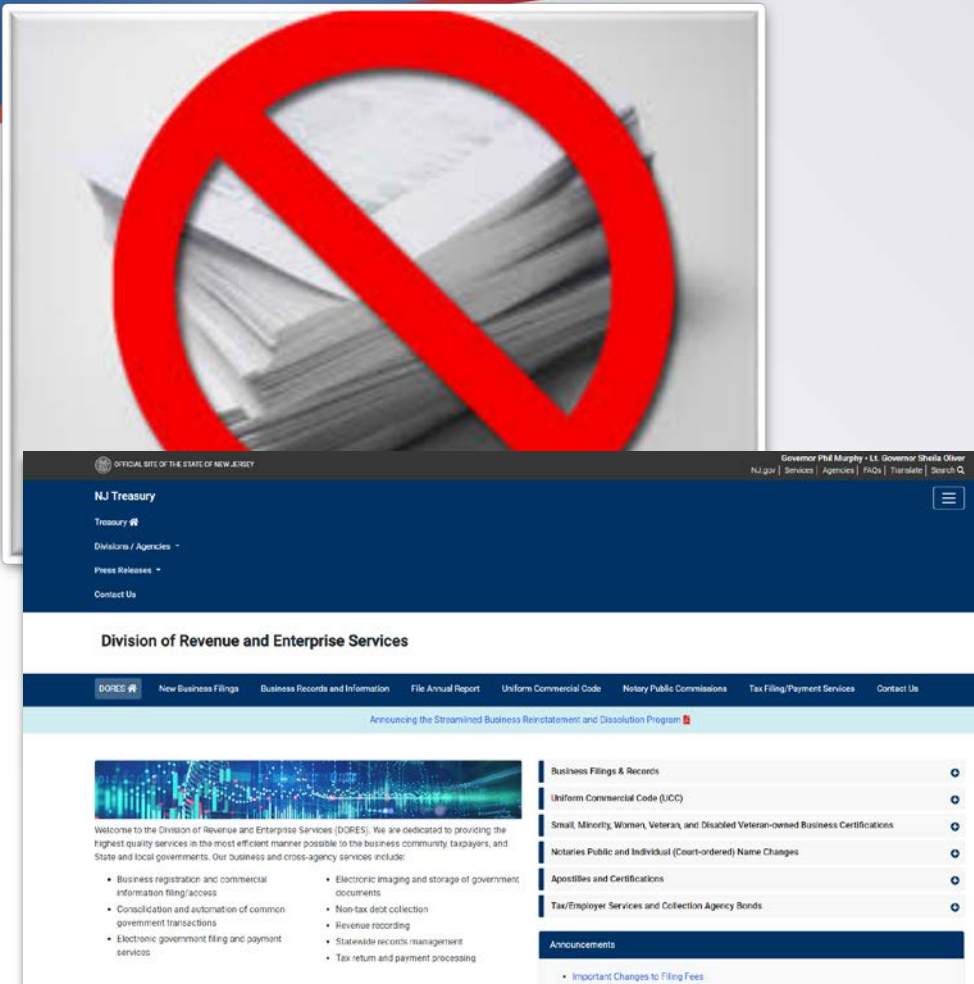 OFFICIAL SITE OF THE STATE OF NEW JERSEY
Governor Phil Murphy • Lt. Governor Sheila Oliver
NJ.gov | Services | Agencies | FAQs | Translate | Search
NJ Treasury
Treasury
Divisions / Agencies
Press Releases
Contact Us
Division of Revenue and Enterprise Services
DORES New Business Filings Business Records and Information File Annual Report Uniform Commercial Code Notary Public Commissions Tax Filing/Payment Services Contact Us
Announcing the Streamlined Business Reinstatement and Dissolution Program
Welcome to the Division of Revenue and Enterprise Services (DORES). We are dedicated to providing the
highest quality services in the most efficient manner possible to the business community, taxpayers, and
State and local governments. Our business and cross-agency services include:
• Business registration and commercial
information filing/access
• Consolidation and automation of common
government transactions
• Electronic government filing and payment
services
• Electronic imaging and storage of government
documents
• Non-tax debt collection
• Revenue recording
• Statewide records management
• Tax return and payment processing
Business Filings & Records
Uniform Commercial Code (UCC)
Small, Minority, Women, Veteran, and Disabled Veteran-owned Business Certifications
Notaries Public and Individual (Court-ordered) Name Changes
Apostilles and Certifications
Tax/Employer Services and Collection Agency Bonds
Announcements
• Important Changes to Filing Fees